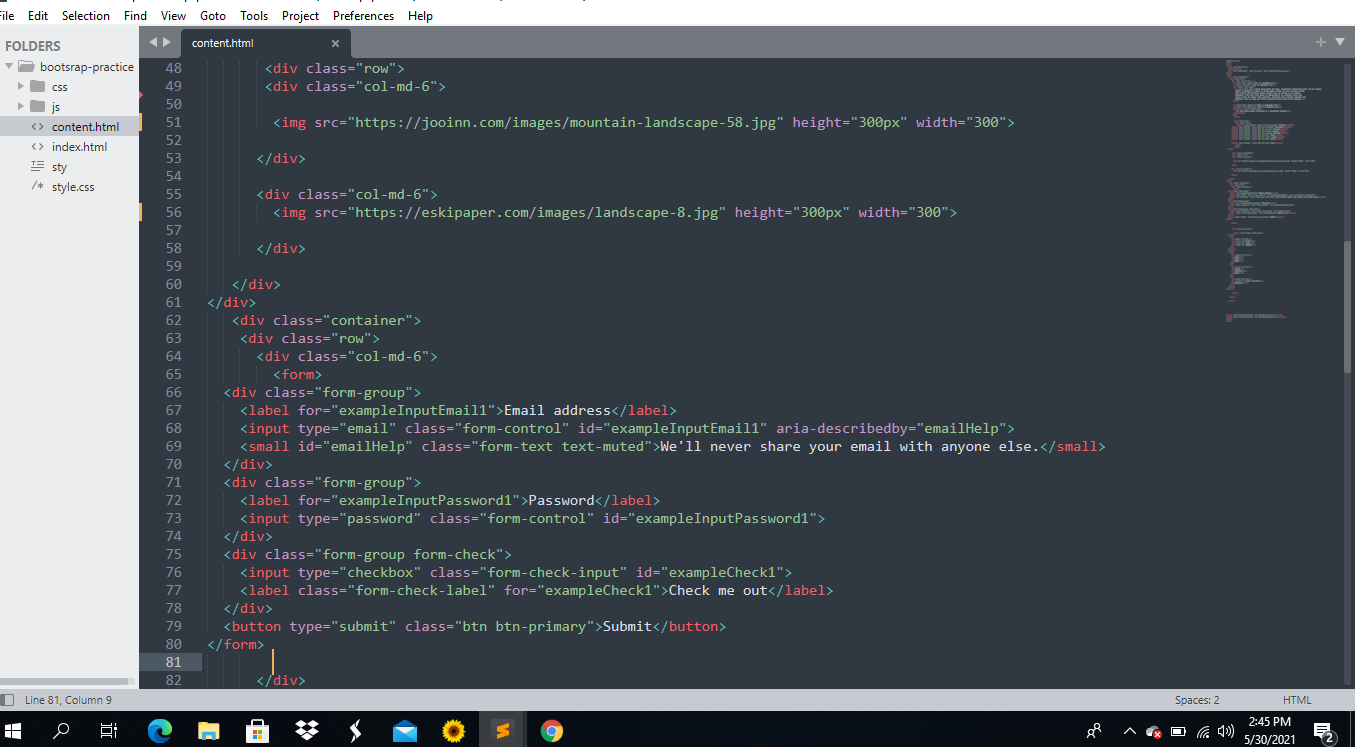 File Edit Selection Find View Goto Tools Project Preferences Help
FOLDERS
bootsrap-practice
css
js
content.html
index.html
sty
style.css
content.html
48 <div class="row">
49 <div class="col-md-6">
50
51 <img src="https://jooinn.com/images/mountain-landscape-58.jpg" height="300px" width="300">
52
53 </div>
54
55 <div class="col-md-6">
56 <img src="https://eskipaper.com/images/landscape-8.jpg" height="300px" width="300">
57
58 </div>
59
60 </div>
61 </div>
62 <div class="container">
63 <div class="row">
64 <div class="col-md-6">
65 <form>
66 <div class="form-group">
67 <label for="exampleInputEmail1">Email address</label>
68 <input type="email" class="form-control" id="exampleInputEmail1" aria-describedby="emailHelp">
69 <small id="emailHelp" class="form-text text-muted">We'll never share your email with anyone else.</small>
70 </div>
71 <div class="form-group">
72 <label for="exampleInputPassword1">Password</label>
73 <input type="password" class="form-control" id="exampleInputPassword1">
74 </div>
75 <div class="form-group form-check">
76 <input type="checkbox" class="form-check-input" id="exampleCheck1">
77 <label class="form-check-label" for="exampleCheck1">Check me out</label>
78 </div>
79 <button type="submit" class="btn btn-primary">Submit</button>
80 </form>
81
82 </div>
Line 81, Column 9
Spaces: 2
HTML
2:45 PM
5/30/2021
2